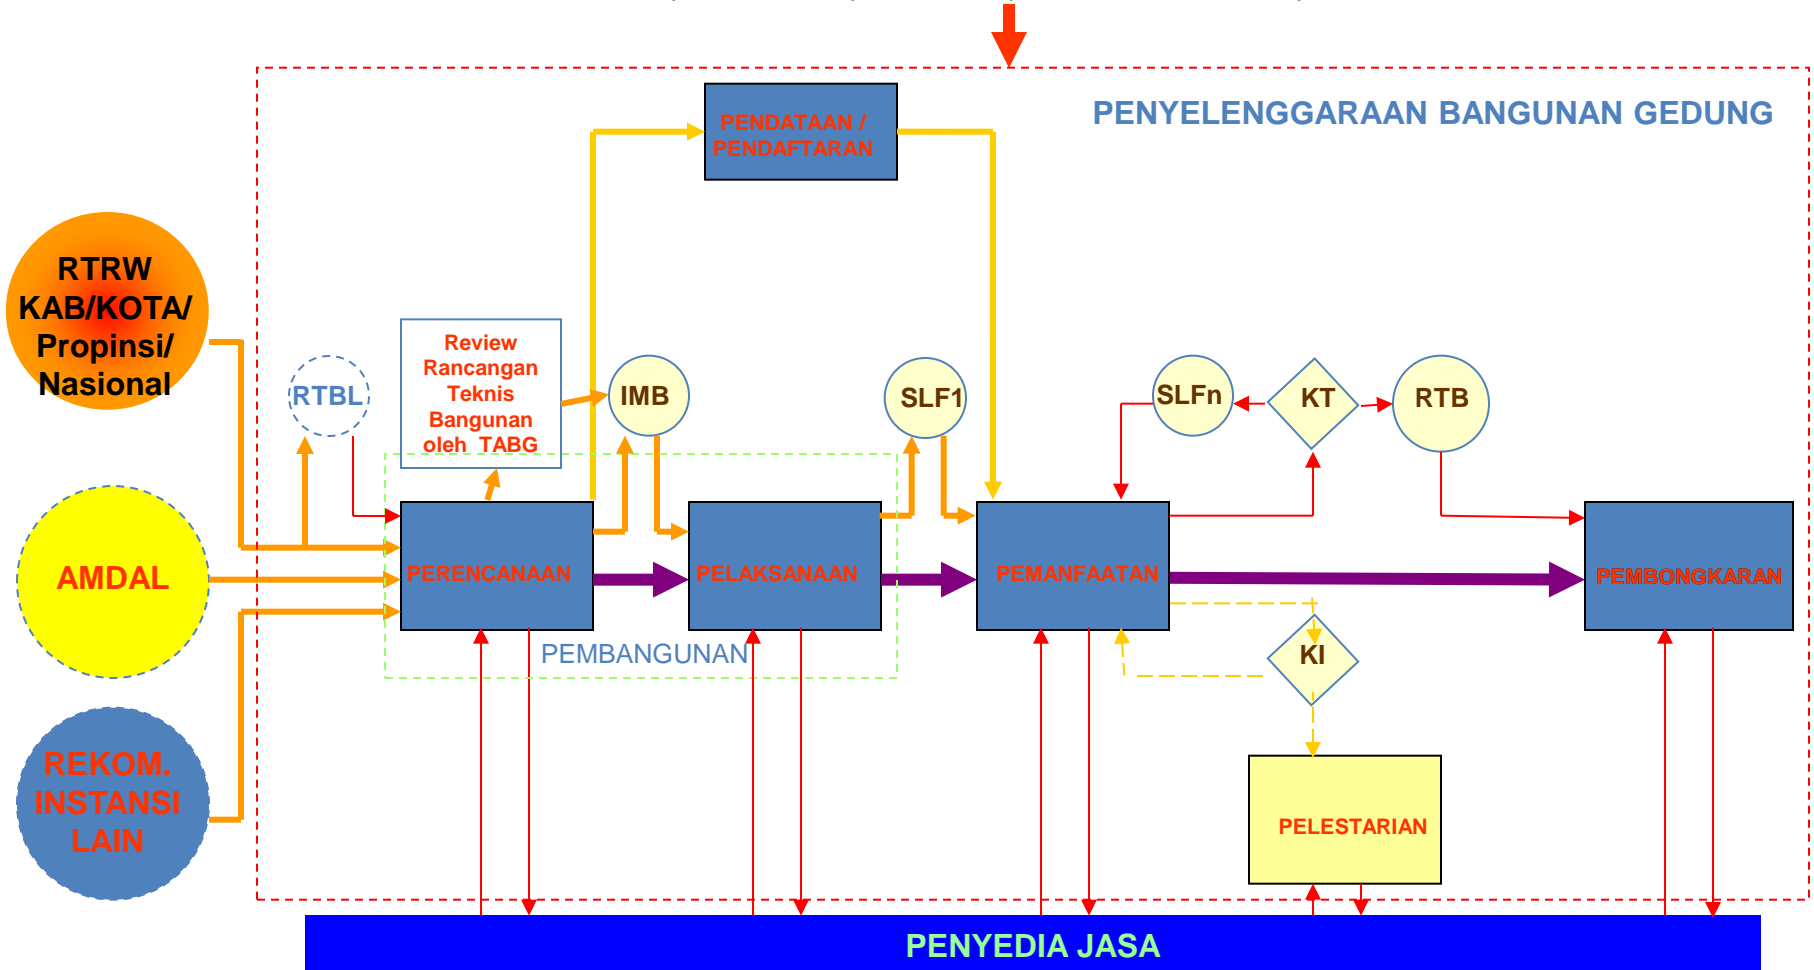 PENYELENGGARAAN BANGUNAN GEDUNG
PENDATAAN /
PENDAFTARAN
RTRW
KAB/KOTA/
Propinsi/
Nasional
RTBL
Review
Rancangan
Teknis
Bangunan
oleh TABG
IMB
SLF1
SLFn
KT
RTB
AMDAL
PERENCANAAN
PELAKSANAAN
PEMANFAATAN
PEMBONGKARAN
PEMBANGUNAN
KI
REKOM.
INSTANSI
LAIN
PELESTARIAN
PENYEDIA JASA